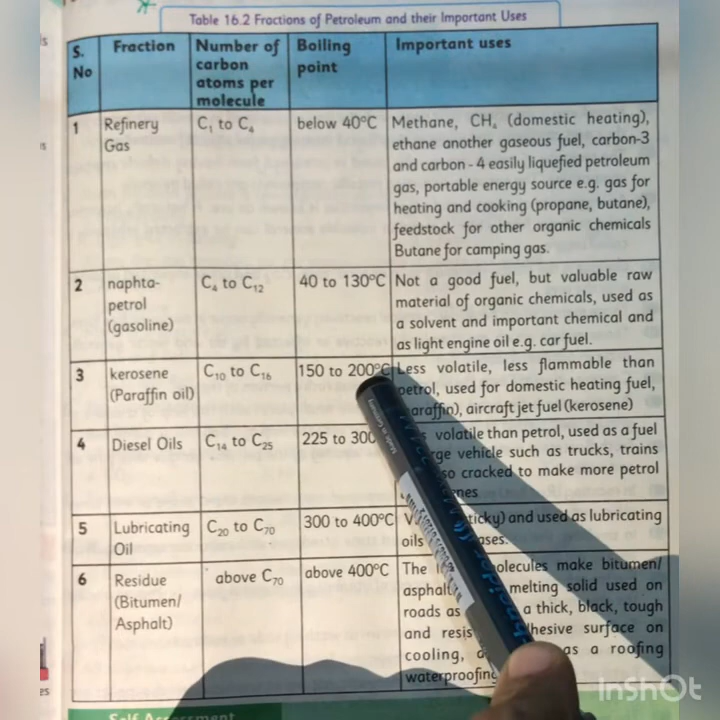 Table 16.2 Fractions of Petroleum and their Important Uses
S. No
Fraction
Number of carbon atoms per molecule
Boiling point
Important uses
1
Refinery
Gas
C₁ to C₄
below 40°C
Methane, CH₄ (domestic heating),
ethane another gaseous fuel, carbon-3
and carbon - 4 easily liquefied petroleum
gas, portable energy source e.g. gas for
heating and cooking (propane, butane),
feedstock for other organic chemicals
Butane for camping gas.
2
naphta-
petrol
(gasoline)
C₄ to C₁₂
40 to 130°C
Not a good fuel, but valuable raw
material of organic chemicals, used as
a solvent and important chemical and
as light engine oil e.g. car fuel.
3
kerosene
(Paraffin oil)
C₁₀ to C₁₆
150 to 200°C
Less volatile, less flammable than
petrol, used for domestic heating fuel,
araffin), aircraft jet fuel (kerosene)
4
Diesel Oils
C₁₄ to C₂₅
225 to 300
volatile than petrol, used as a fuel
vehicle such as trucks, trains
cracked to make more petrol
5
Lubricating
Oil
C₂₀ to C₇₀
300 to 400°C
ticky) and used as lubricating
oils
6
Residue
(Bitumen/
Asphalt)
above C₇₀
above 400°C
The olecules make bitumen/
asphalt melting solid used on
roads as a thick, black, tough
and resis hesive surface on
cooling, as a roofing
waterproofing
Made in Germany
InShOt